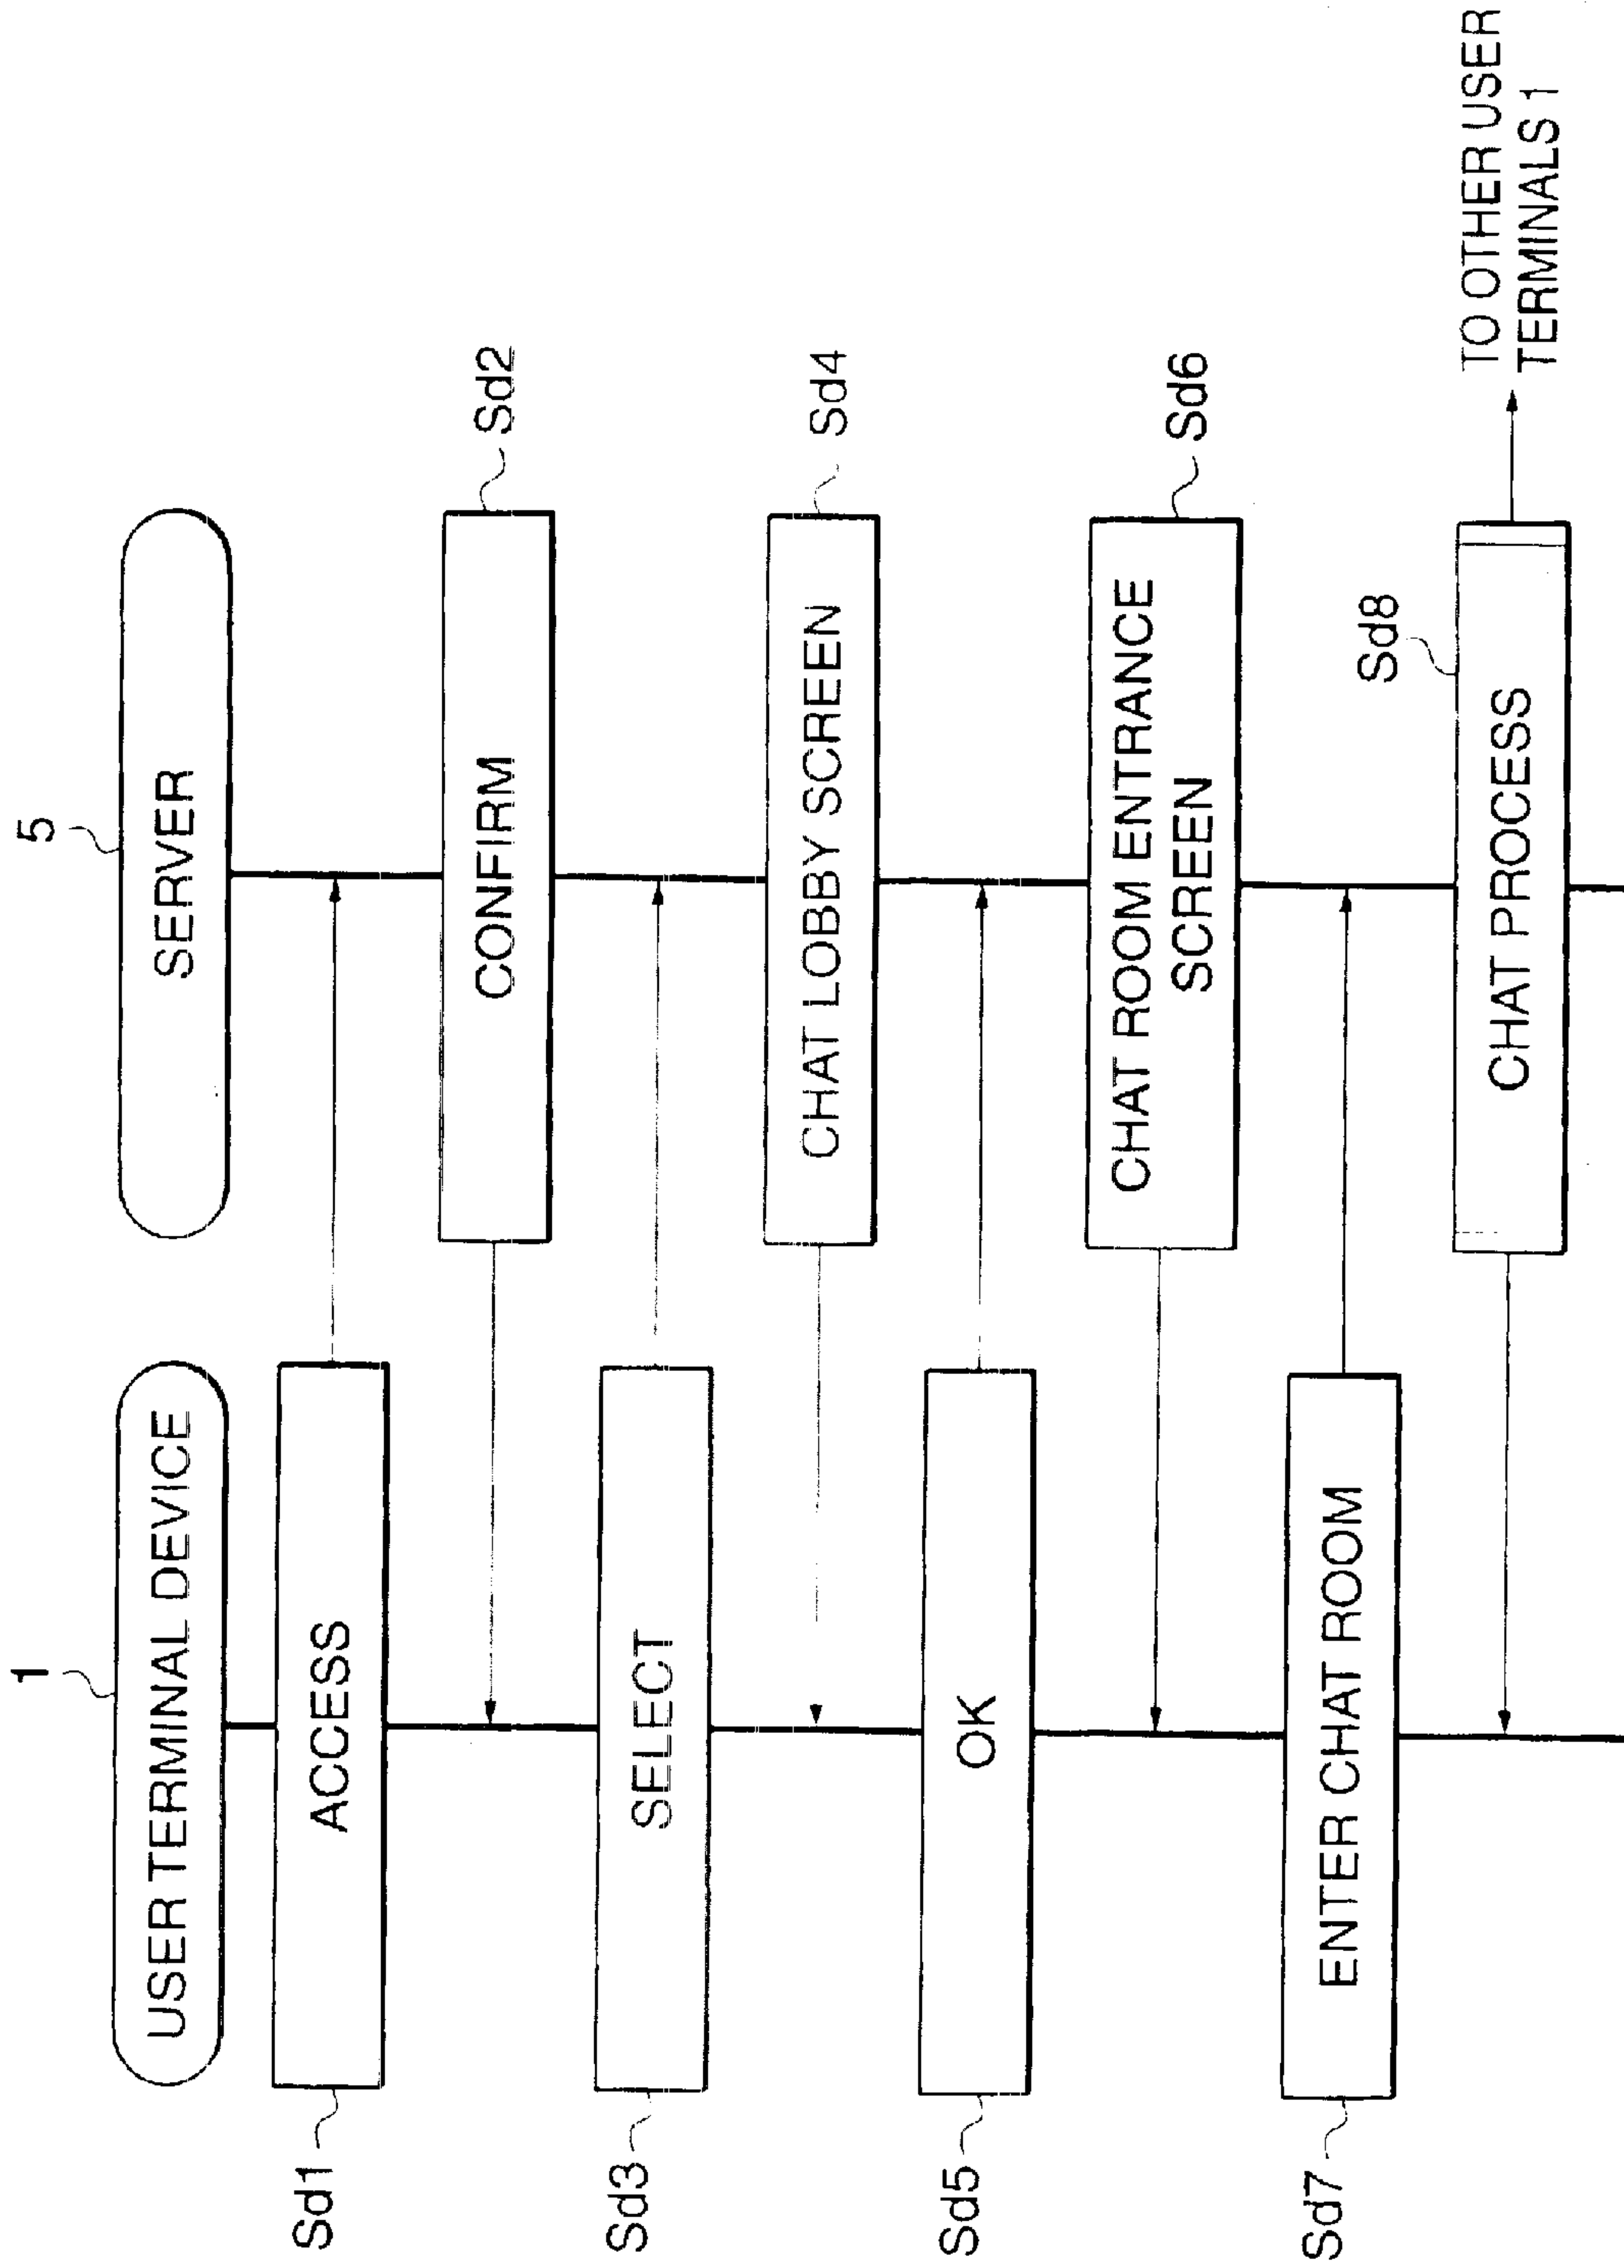 1
5
USER TERMINAL DEVICE
SERVER
Sd1
ACCESS
CONFIRM
Sd2
Sd3
SELECT
CHAT LOBBY SCREEN
Sd4
Sd5
OK
CHAT ROOM ENTRANCE
SCREEN
Sd6
Sd7
ENTER CHAT ROOM
Sd8
CHAT PROCESS
TO OTHER USER
TERMINALS 1